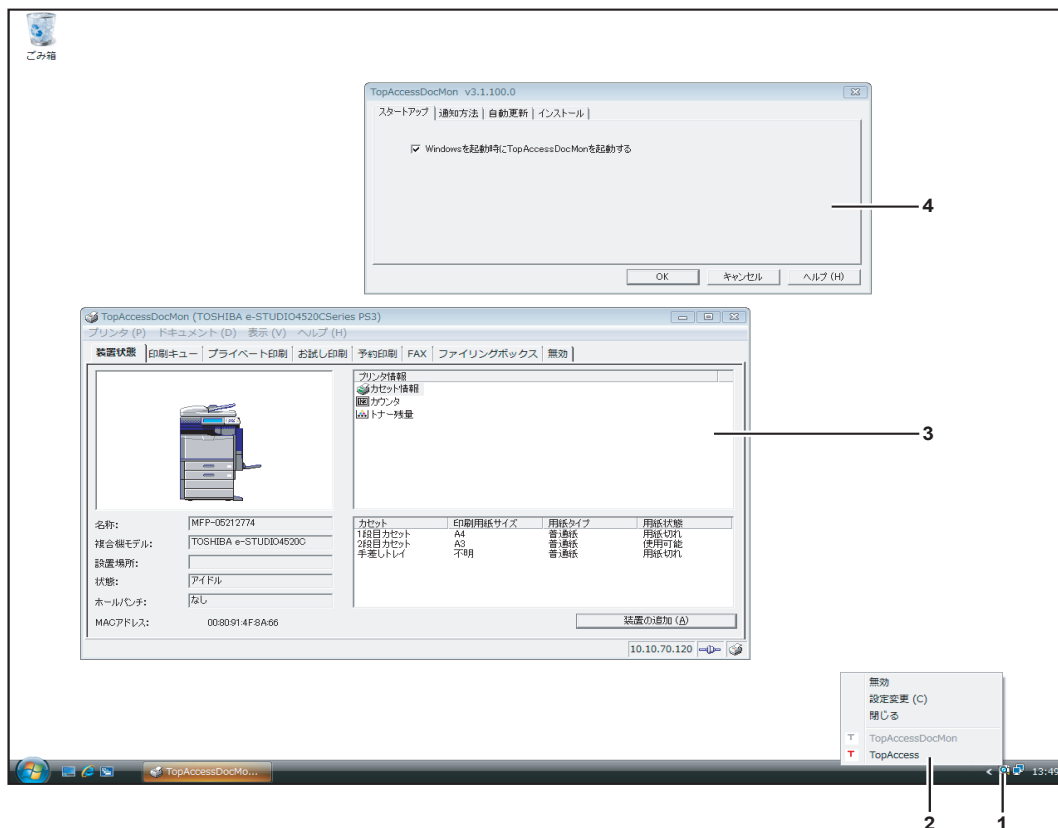 ごみ箱
TopAccessDocMon v3.1.100.0
スタートアップ 通知方法 自動更新 インストール
Windowsを起動時にTopAccessDocMonを起動する
4
OK キャンセル ヘルプ (H)
TopAccessDocMon (TOSHIBA e-STUDIO4520CSeries PS3)
プリンタ (P) ドキュメント (D) 表示 (V) ヘルプ (H)
装置状態 印刷キュー プライベート印刷 お試し印刷 予約印刷 FAX ファイリングボックス 無効
プリンタ情報
カセット情報
カウンタ
トナー残量
3
名称: MFP-05212774
複合機モデル: TOSHIBA e-STUDIO4520C
設置場所:
状態: アイドル
ホールパンチ: なし
MACアドレス: 00:80:91:4F:8A:66
カセット 印刷用紙サイズ 用紙タイプ 用紙状態
1段目カセット A4 普通紙 用紙切れ
2段目カセット A3 普通紙 使用可能
手差しトレイ 不明 普通紙 用紙切れ
装置の追加 (A)
10.10.70.120
無効
設定変更 (C)
閉じる
T TopAccessDocMon
T TopAccess
TopAccessDocMo...
13:49
2 1